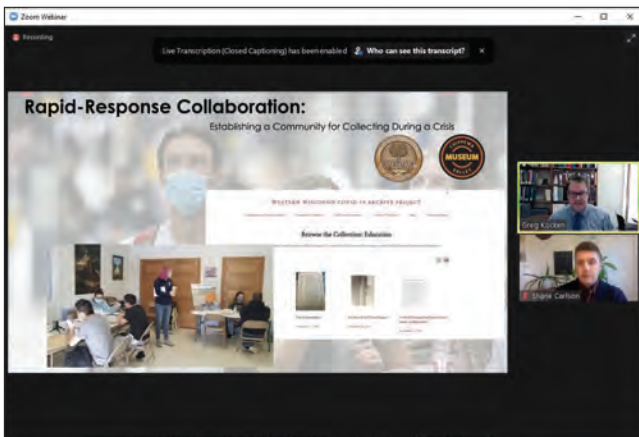 Zoom Webinar
Recording
Live Transcription (Closed Captioning) has been enabled
Who can see this transcript?
Rapid-Response Collaboration:
Establishing a Community for Collecting During a Crisis
CHIPPEWA
MUSEUM
VALLEY
WESTERN WISCONSIN COVID-19 ARCHIVE PROJECT
Browse the Collection: Education
Greg Kocken
Shane Carlson